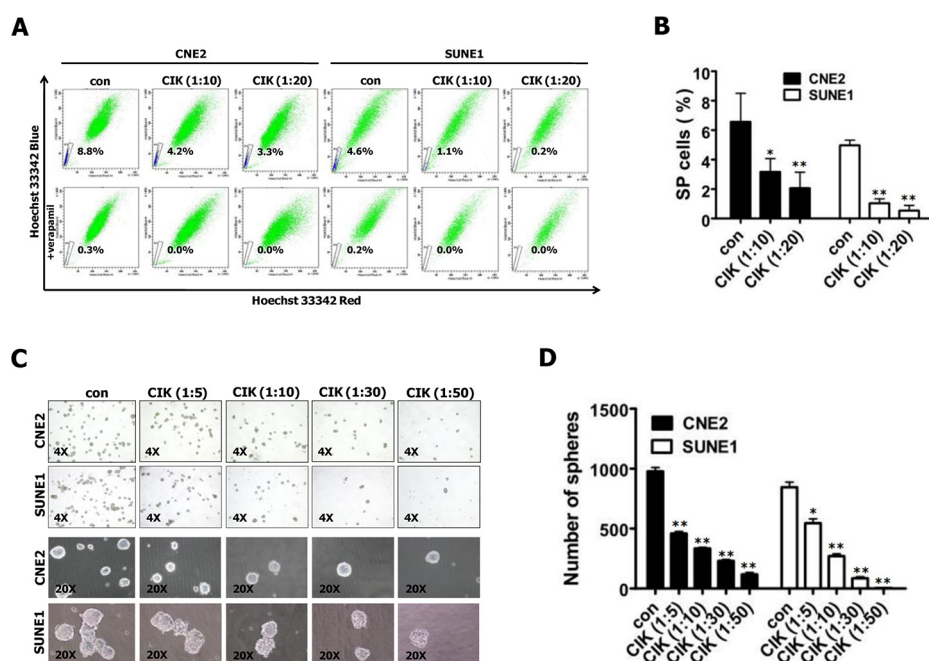 A
CNE2 SUNE1
con CIK (1:10) CIK (1:20) con CIK (1:10) CIK (1:20)
8.8% 4.2% 3.3% 4.6% 1.1% 0.2%
0.3% 0.0% 0.0% 0.2% 0.0% 0.0%
Hoechst 33342 Blue
+verapamil
Hoechst 33342 Red
B
SP cells (%)
10
8
6
4
2
0
CNE2
SUNE1
* ** ** **
con CIK (1:10) CIK (1:20) con CIK (1:10) CIK (1:20)
C
con CIK (1:5) CIK (1:10) CIK (1:30) CIK (1:50)
CNE2
4X 4X 4X 4X 4X
SUNE1
4X 4X 4X 4X 4X
CNE2
20X 20X 20X 20X 20X
SUNE1
20X 20X 20X 20X 20X
D
Number of spheres
1500
1000
500
0
CNE2
SUNE1
** ** ** ** * ** ** **
con CIK (1:5) CIK (1:10) CIK (1:30) CIK (1:50) con CIK (1:5) CIK (1:10) CIK (1:30) CIK (1:50)